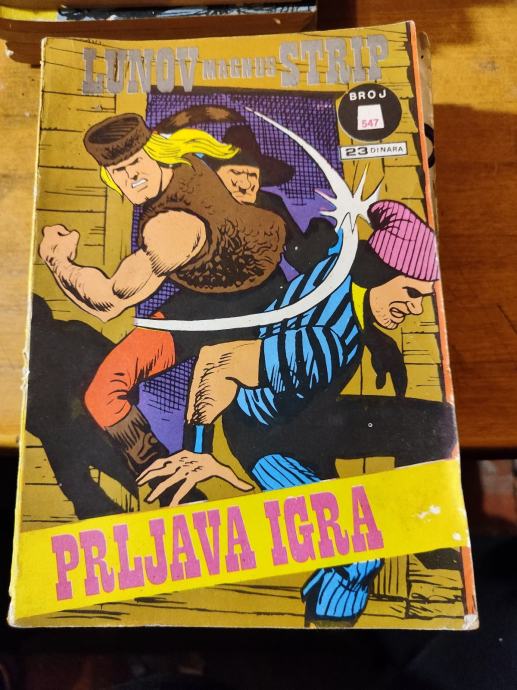 LUNOV MAGNUS STRIP
BROJ
547
23 DINARA
PRLJAVA IGRA